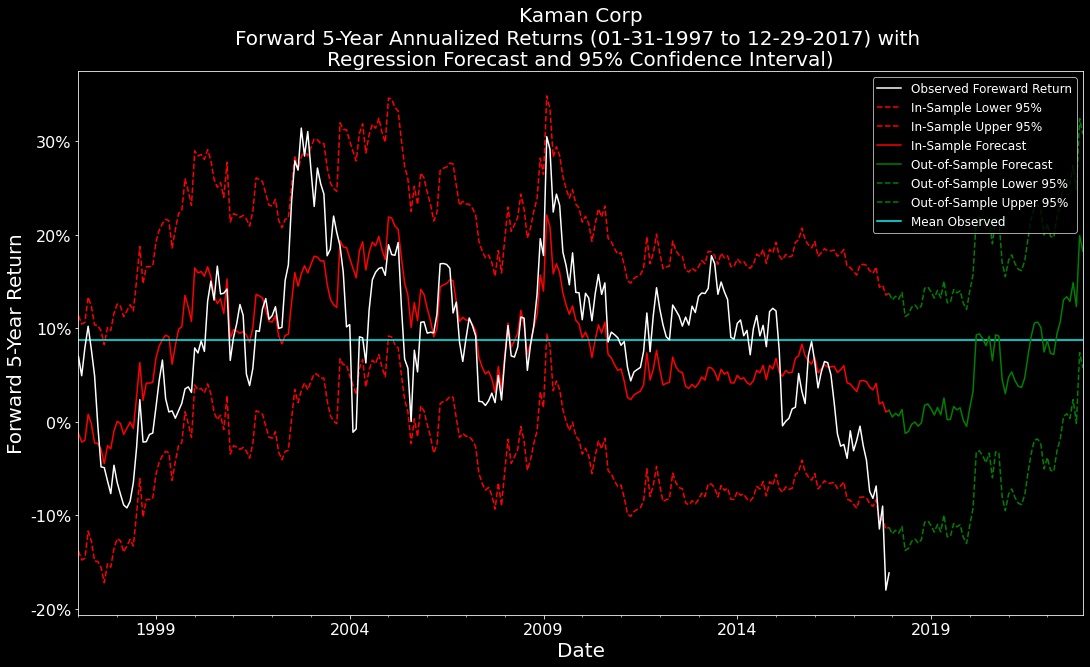 Kaman Corp
Forward 5-Year Annualized Returns (01-31-1997 to 12-29-2017) with
Regression Forecast and 95% Confidence Interval)
Observed Foreward Return
In-Sample Lower 95%
In-Sample Upper 95%
In-Sample Forecast
Out-of-Sample Forecast
Out-of-Sample Lower 95%
Out-of-Sample Upper 95%
Mean Observed
Forward 5-Year Return
30%
20%
10%
0%
-10%
-20%
1999 2004 2009 2014 2019
Date